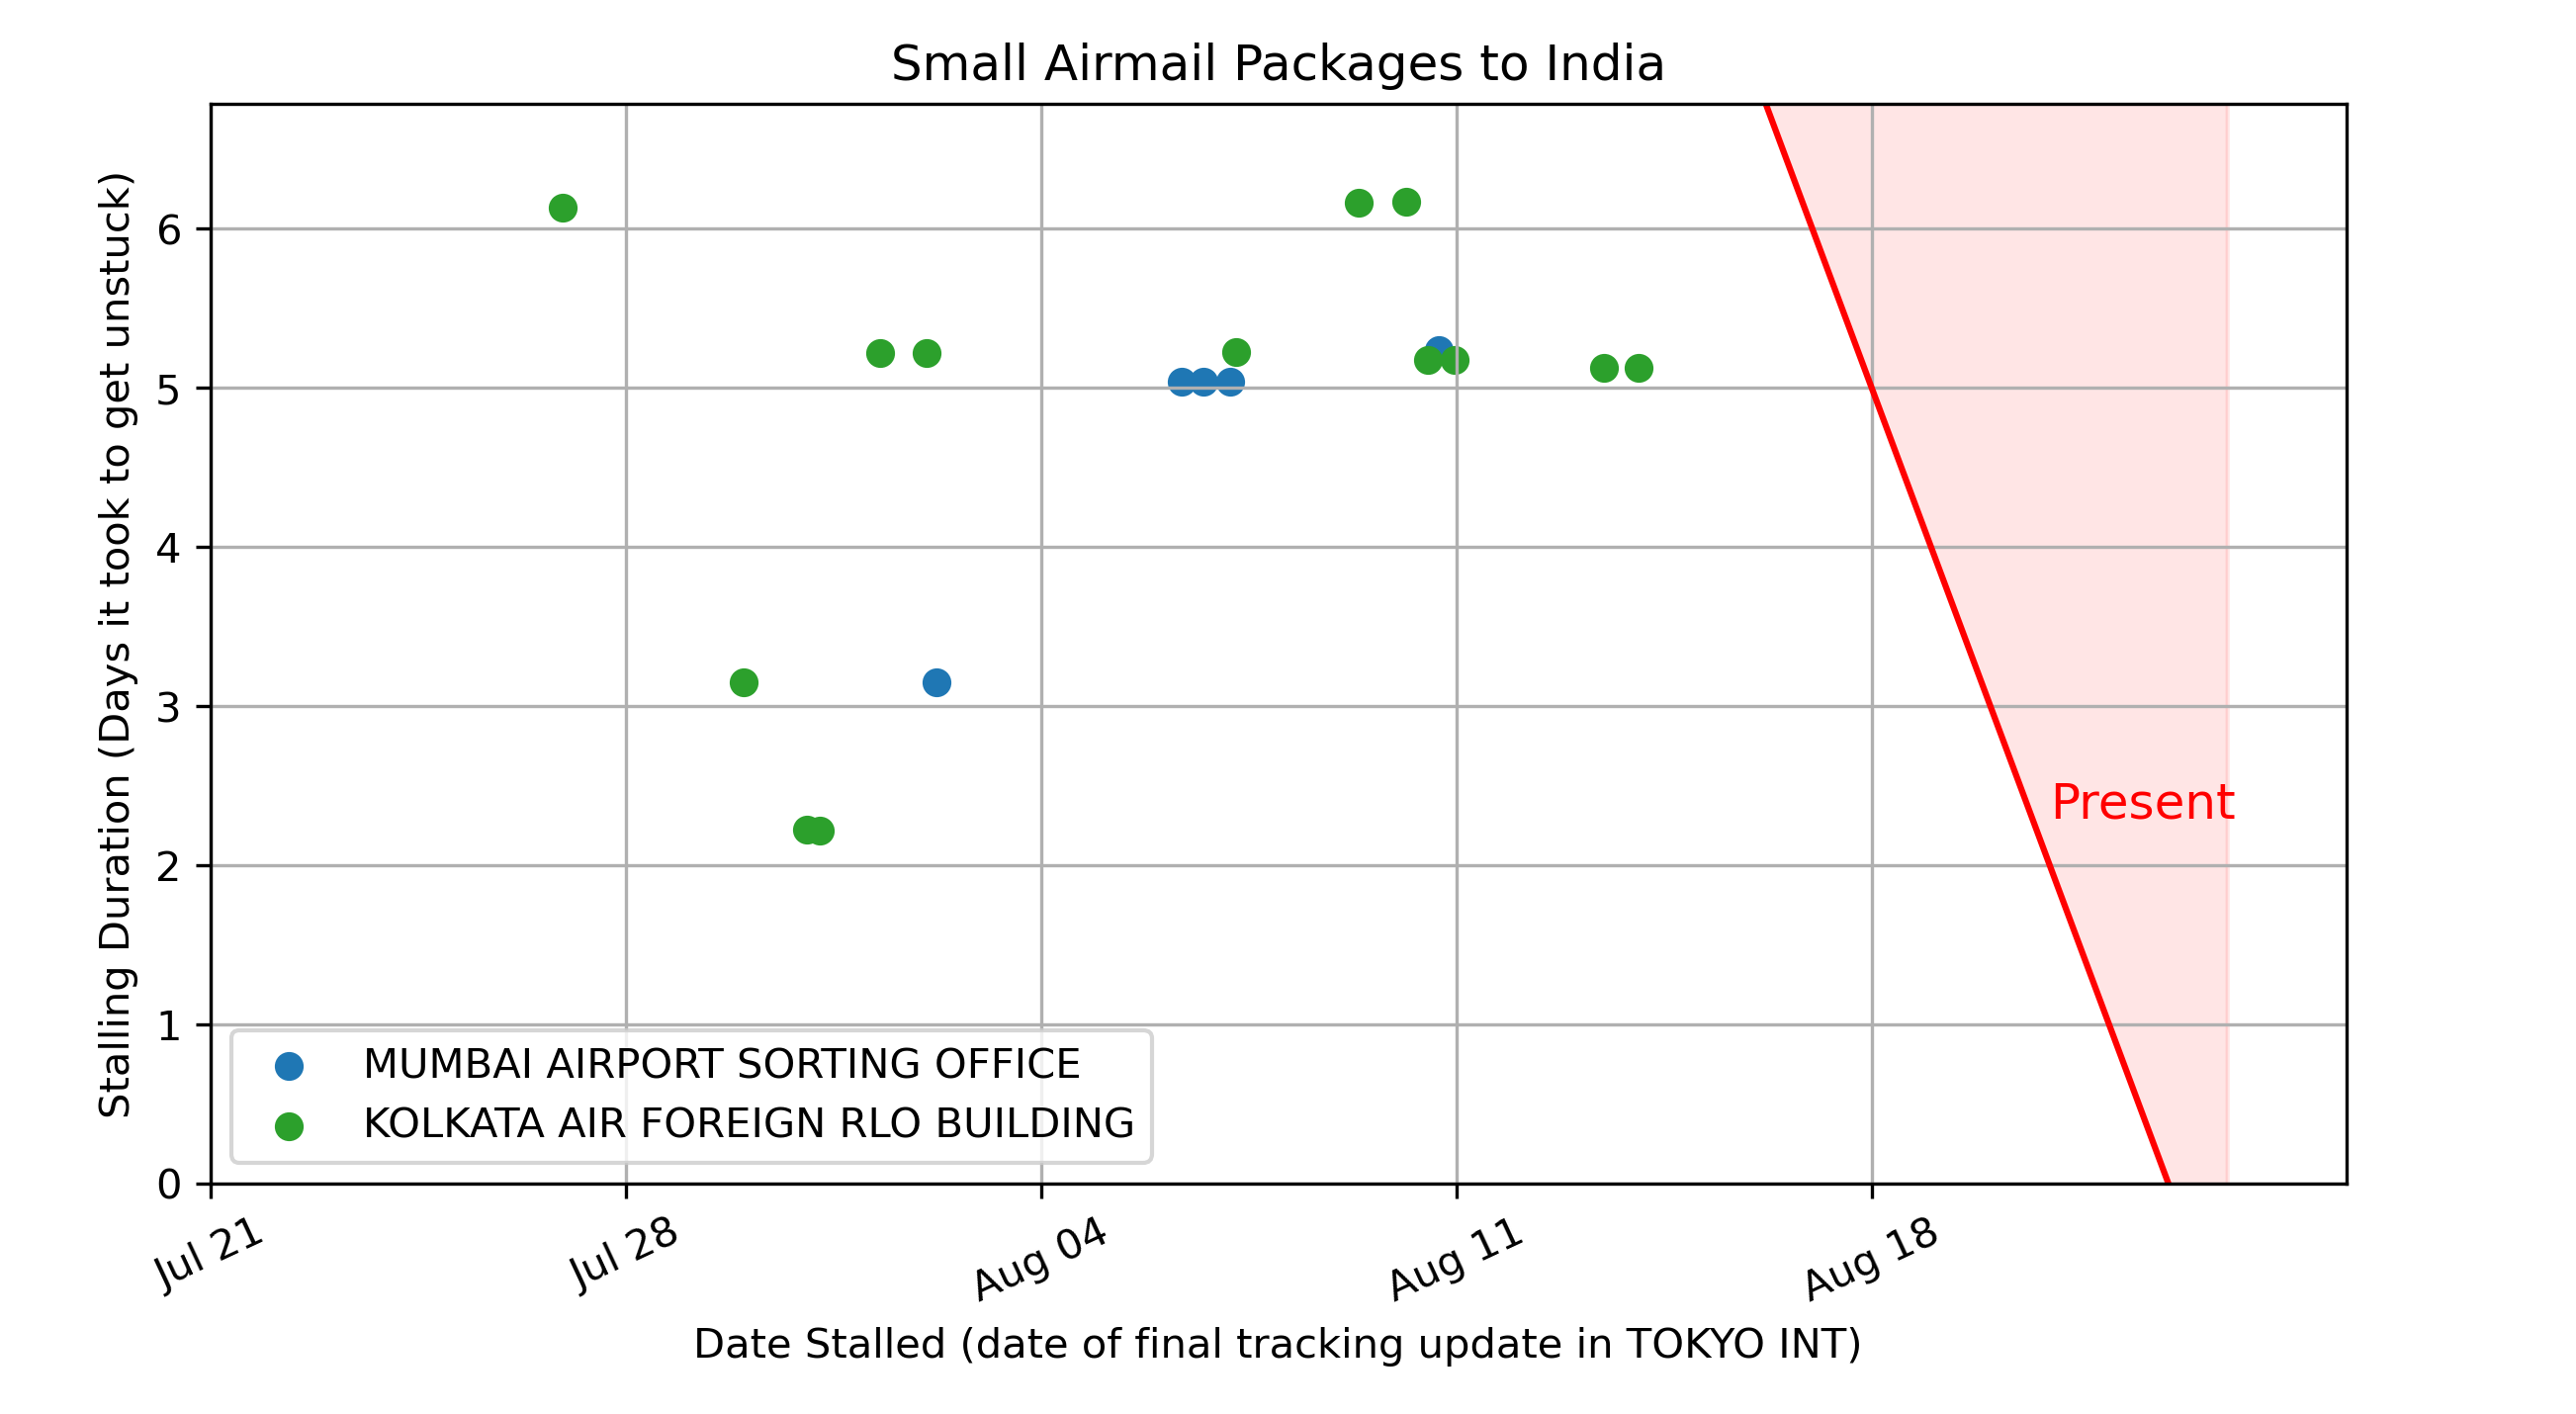 Small Airmail Packages to India
Stalling Duration (Days it took to get unstuck)
6
5
4
3
2
1
0
Present
MUMBAI AIRPORT SORTING OFFICE
KOLKATA AIR FOREIGN RLO BUILDING
Jul 21
Jul 28
Aug 04
Aug 11
Aug 18
Date Stalled (date of final tracking update in TOKYO INT)